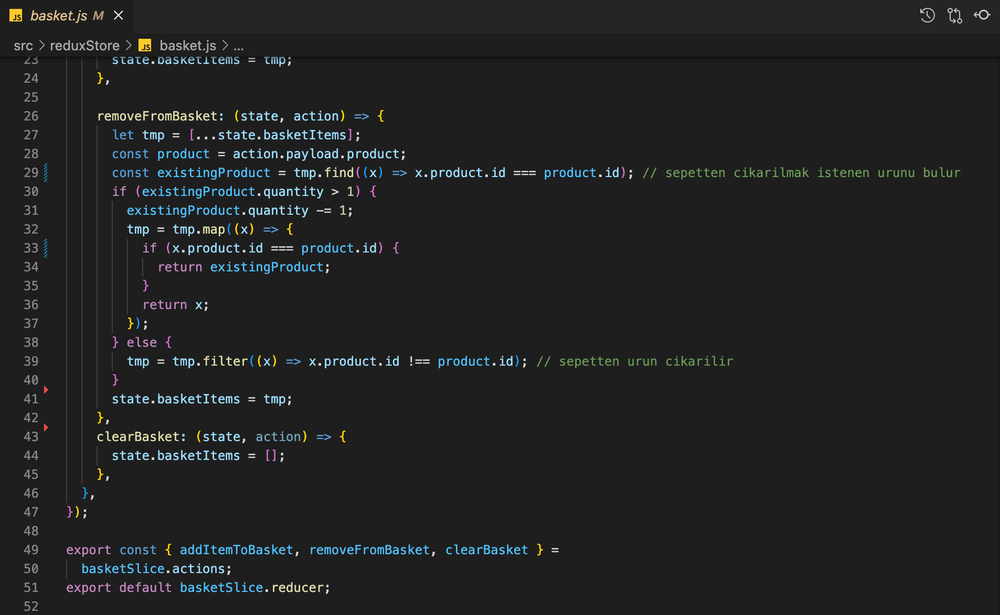 JS basket.js M
src > reduxStore > JS basket.js > ...
23 state.basketItems = tmp;
24 },
25
26 removeFromBasket: (state, action) => {
27 let tmp = [...state.basketItems];
28 const product = action.payload.product;
29 const existingProduct = tmp.find((x) => x.product.id === product.id); // sepetten cikarilmak istenen urunu bulur
30 if (existingProduct.quantity > 1) {
31 existingProduct.quantity -= 1;
32 tmp = tmp.map((x) => {
33 if (x.product.id === product.id) {
34 return existingProduct;
35 }
36 return x;
37 });
38 } else {
39 tmp = tmp.filter((x) => x.product.id !== product.id); // sepetten urun cikarilir
40 }
41 state.basketItems = tmp;
42 },
43 clearBasket: (state, action) => {
44 state.basketItems = [];
45 },
46 },
47 });
48
49 export const { addItemToBasket, removeFromBasket, clearBasket } =
50 basketSlice.actions;
51 export default basketSlice.reducer;
52